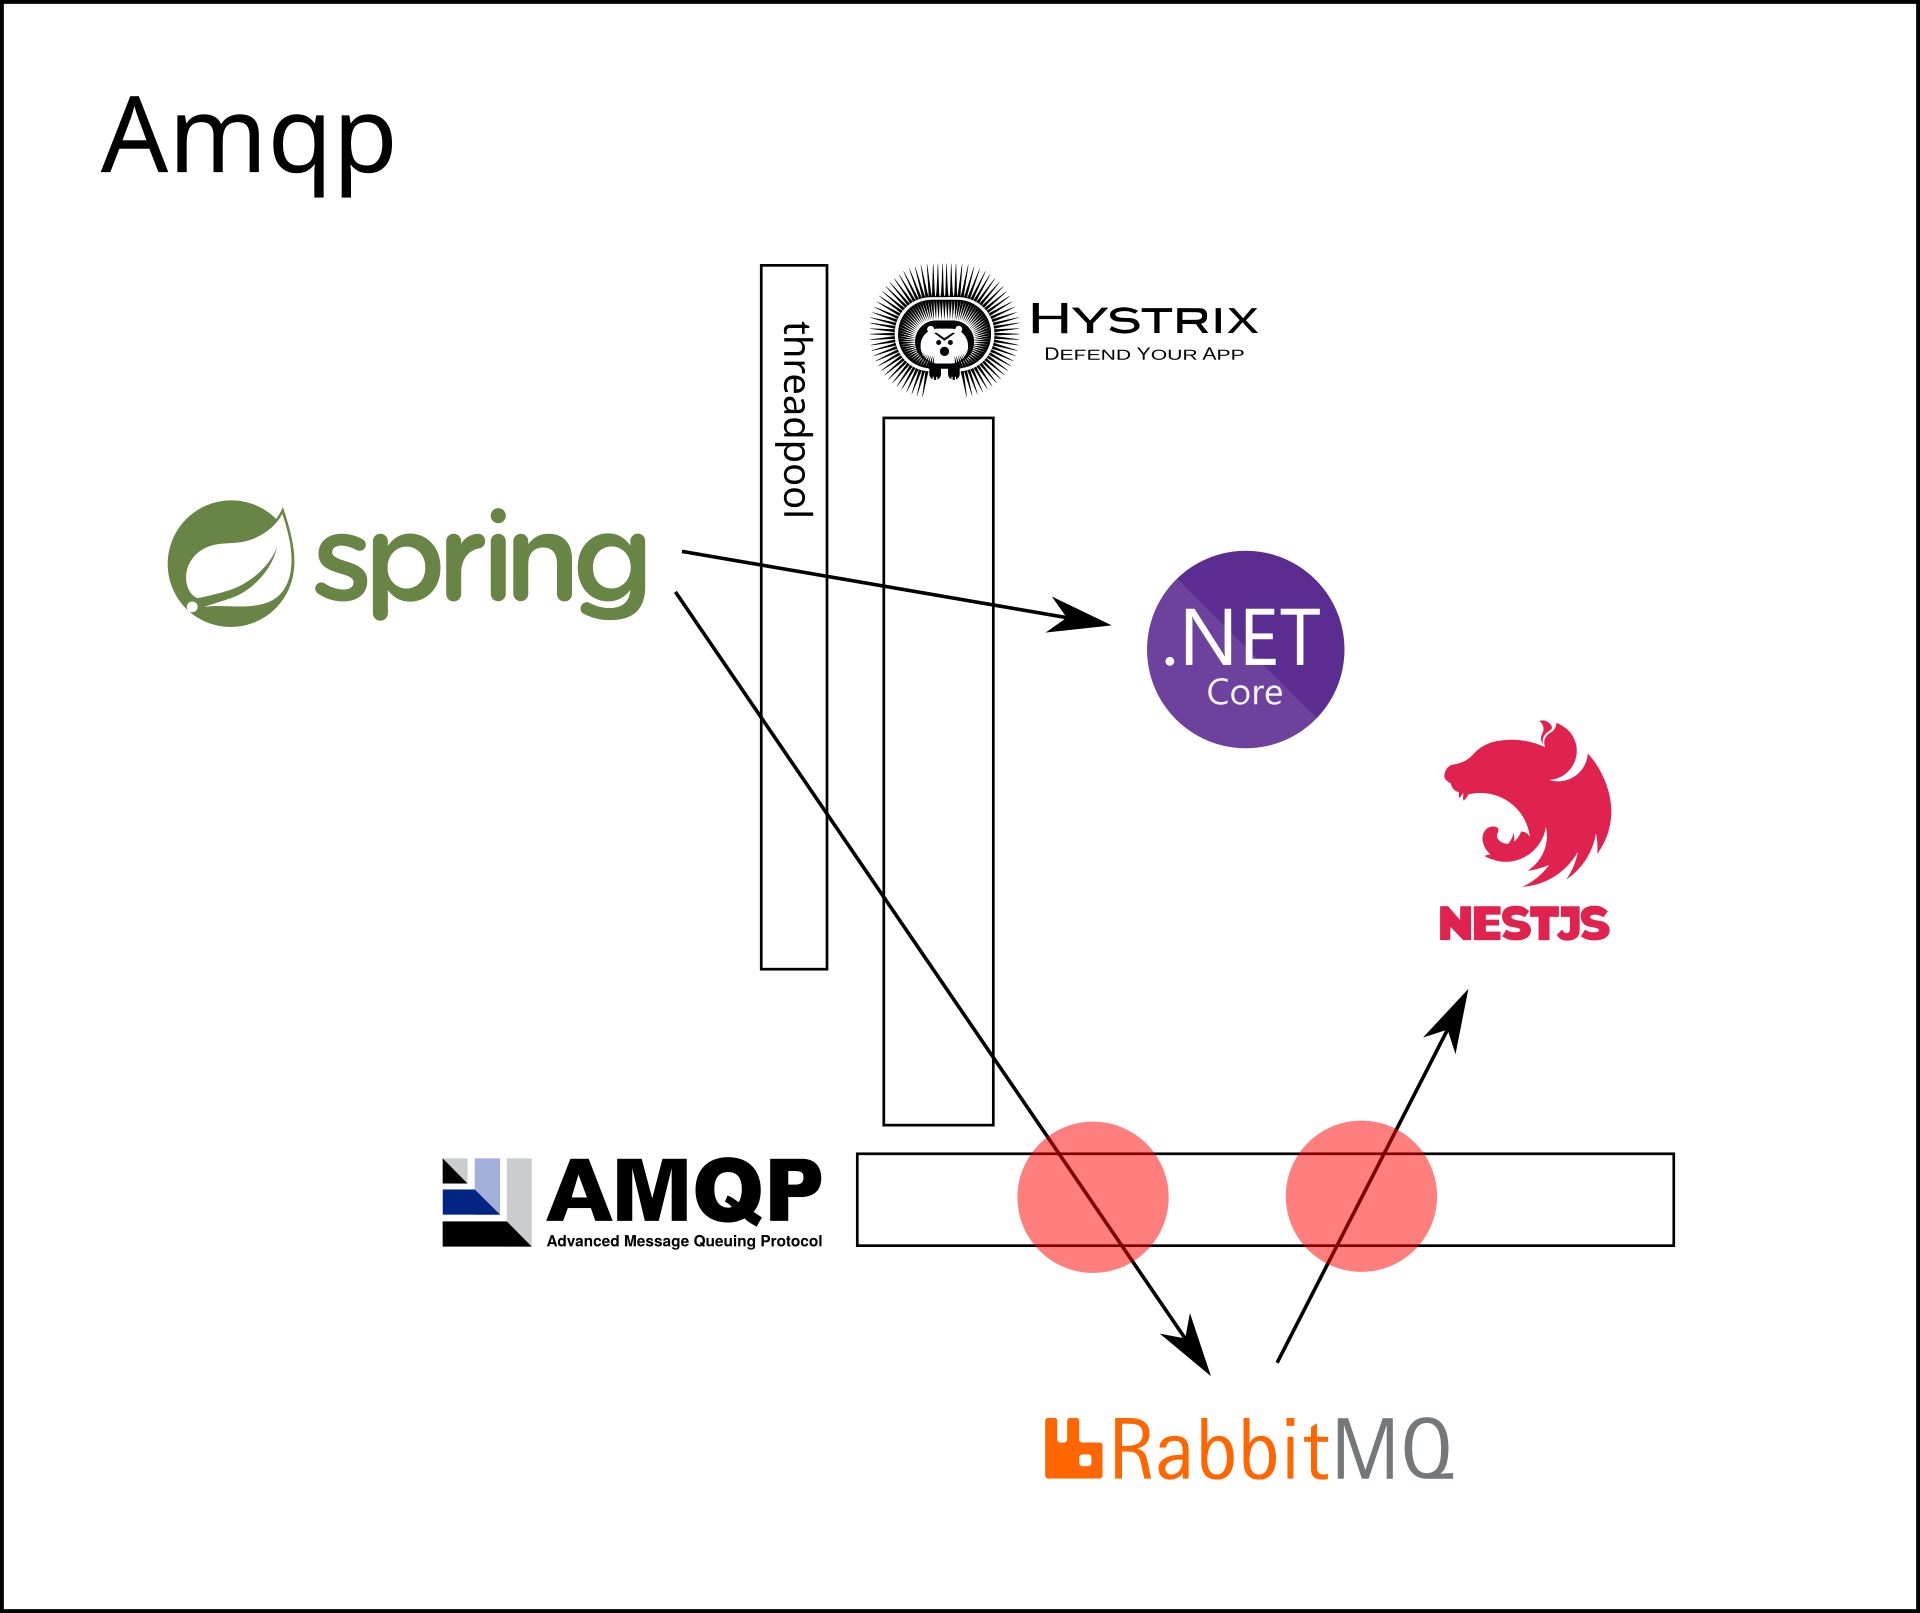 Amqp
threadpool
HYSTRIX
DEFEND YOUR APP
spring
.NET
Core
NESTJS
AMQP
Advanced Message Queuing Protocol
RabbitMQ